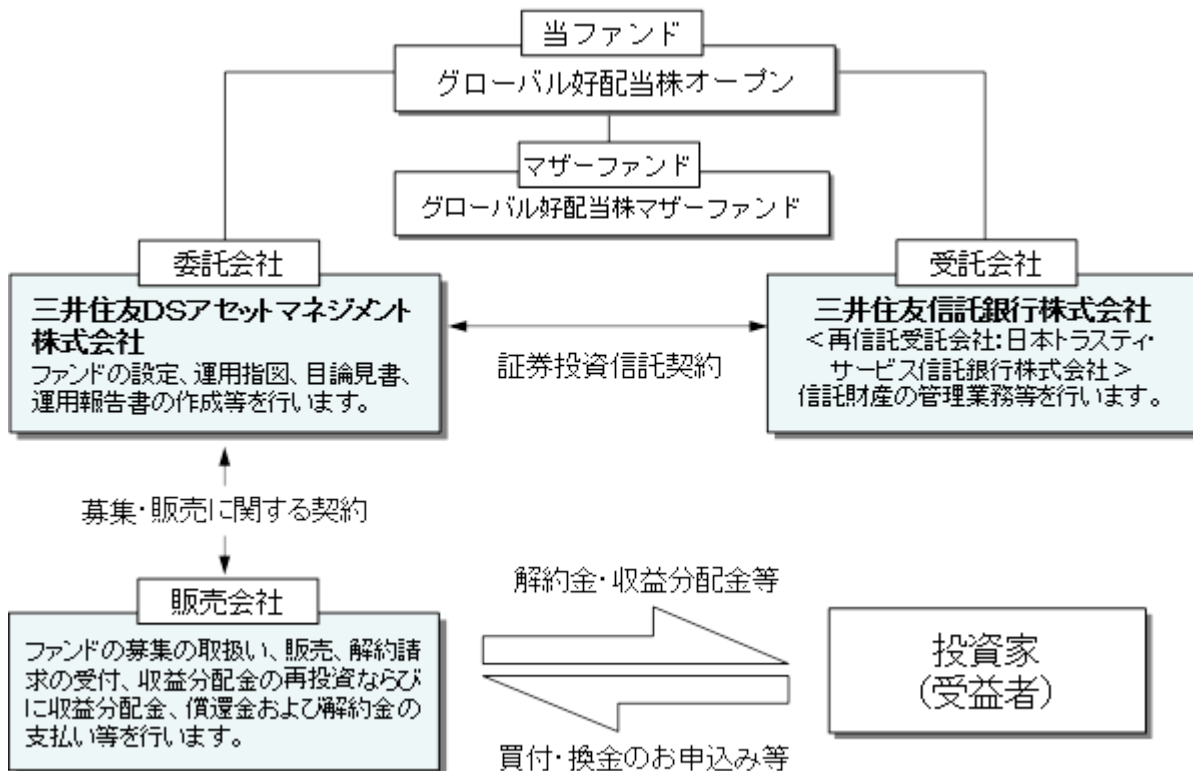 当ファンド
グローバル好配当株オープン
マザーファンド
グローバル好配当株マザーファンド
委託会社
三井住友DSアセットマネジメント
株式会社
ファンドの設定、運用指図、目論見書、
運用報告書の作成等を行います。
証券投資信託契約
受託会社
三井住友信託銀行株式会社
<再信託受託会社:日本トラスティ・
サービス信託銀行株式会社>
信託財産の管理業務等を行います。
募集・販売に関する契約
販売会社
ファンドの募集の取扱い、販売、解約請
求の受付、収益分配金の再投資ならび
に収益分配金、償還金および解約金の
支払い等を行います。
解約金・収益分配金等
買付・換金のお申込み等
投資家
(受益者)